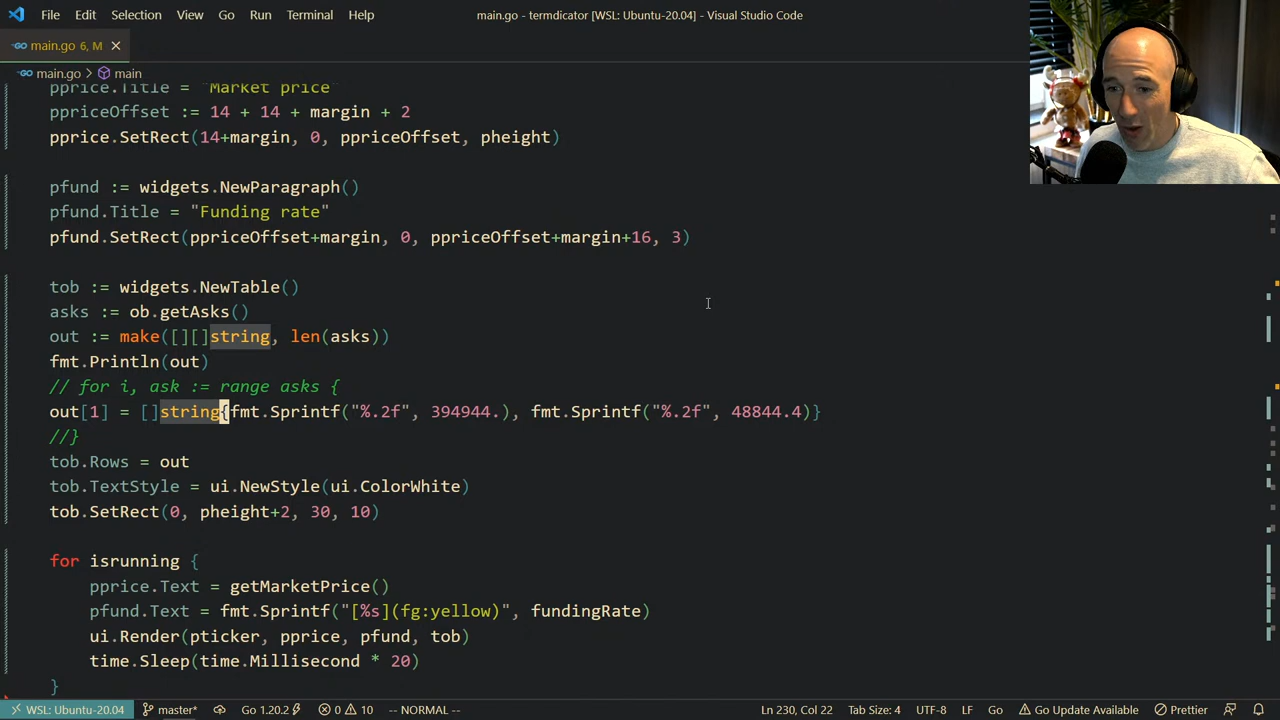 File Edit Selection View Go Run Terminal Help main.go - termdicator [WSL: Ubuntu-20.04] - Visual Studio Code
main.go 6, M
main.go > main
pprice.Title = "Market price"
ppriceOffset := 14 + 14 + margin + 2
pprice.SetRect(14+margin, 0, ppriceOffset, pheight)
pfund := widgets.NewParagraph()
pfund.Title = "Funding rate"
pfund.SetRect(ppriceOffset+margin, 0, ppriceOffset+margin+16, 3)
tob := widgets.NewTable()
asks := ob.getAsks()
out := make([][]string, len(asks))
fmt.Println(out)
// for i, ask := range asks {
out[1] = []string{fmt.Sprintf("%.2f", 394944.), fmt.Sprintf("%.2f", 48844.4)}
//}
tob.Rows = out
tob.TextStyle = ui.NewStyle(ui.ColorWhite)
tob.SetRect(0, pheight+2, 30, 10)
for isrunning {
pprice.Text = getMarketPrice()
pfund.Text = fmt.Sprintf("[%s](fg:yellow)", fundingRate)
ui.Render(pticker, pprice, pfund, tob)
time.Sleep(time.Millisecond * 20)
}
WSL: Ubuntu-20.04 master* Go 1.20.2 0 10 -- NORMAL -- Ln 230, Col 22 Tab Size: 4 UTF-8 LF Go Go Update Available Prettier